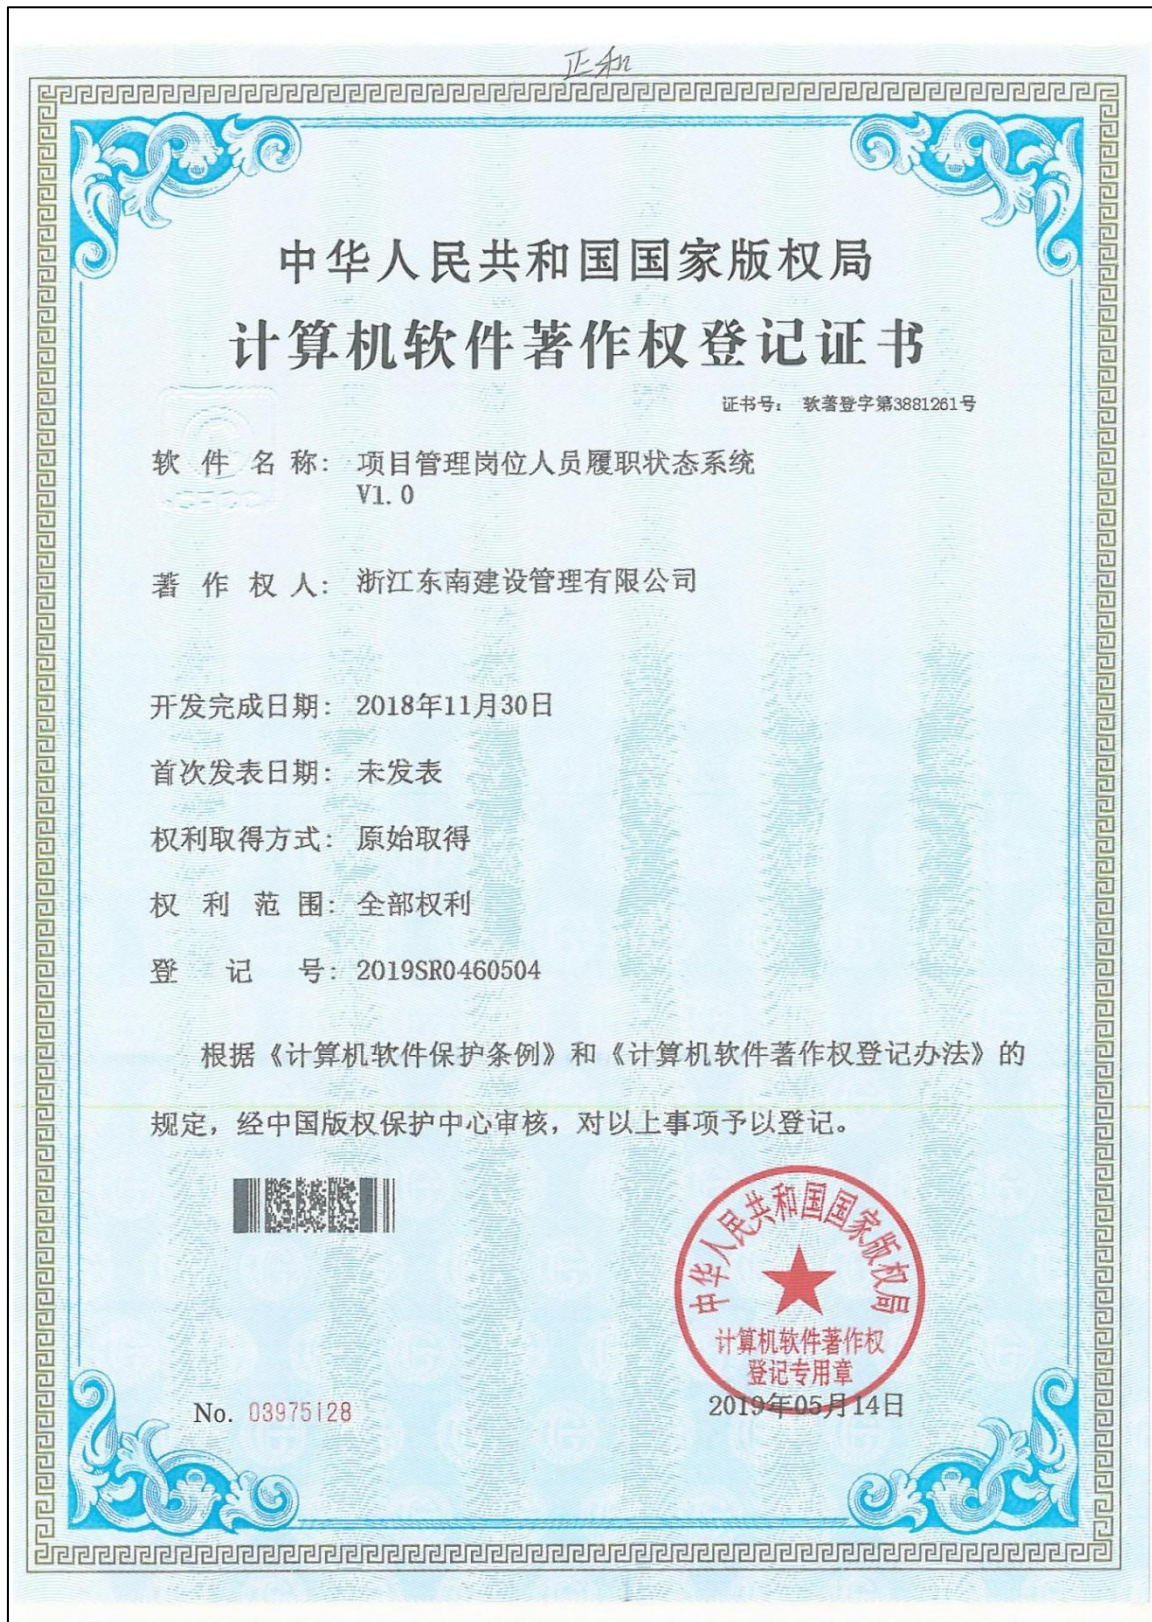 正和
中华人民共和国国家版权局
计算机软件著作权登记证书
证书号： 软著登字第3881261号
软件名称： 项目管理岗位人员履职状态系统
V1.0
著作权人： 浙江东南建设管理有限公司
开发完成日期： 2018年11月30日
首次发表日期： 未发表
权利取得方式： 原始取得
权利范围： 全部权利
登记号： 2019SR0460504
根据《计算机软件保护条例》和《计算机软件著作权登记办法》的
规定，经中国版权保护中心审核，对以上事项予以登记。
中华人民共和国国家版权局
计算机软件著作权
登记专用章
No. 03975128
2019年05月14日